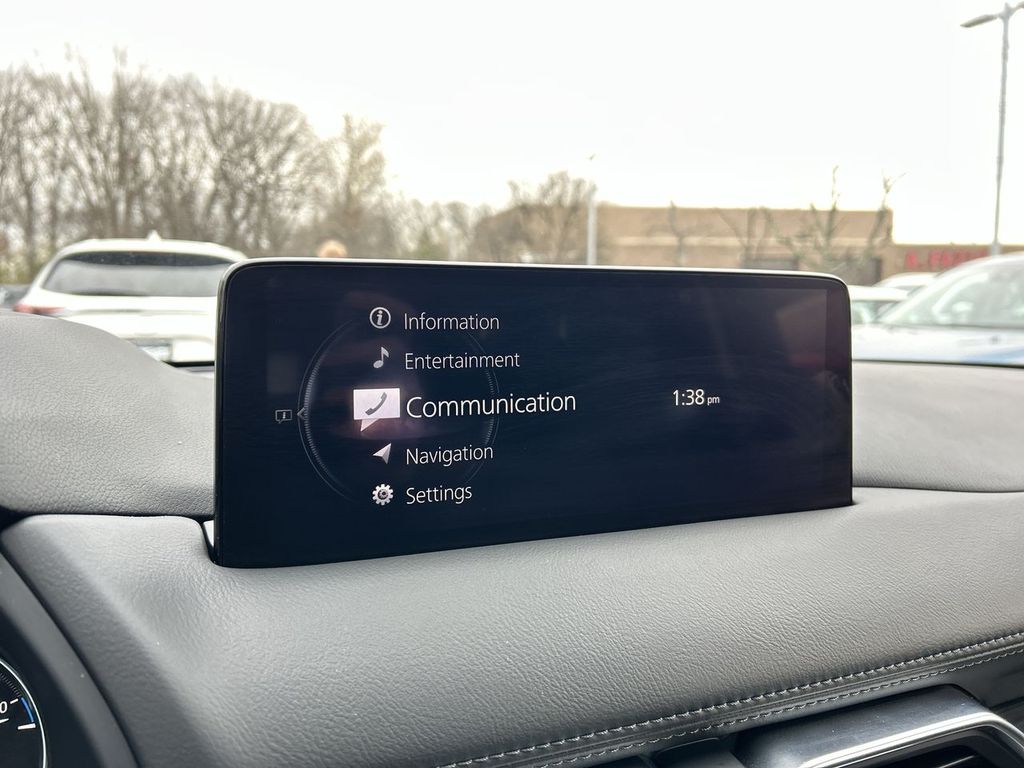 Information
Entertainment
Communication
1:38 pm
Navigation
Settings